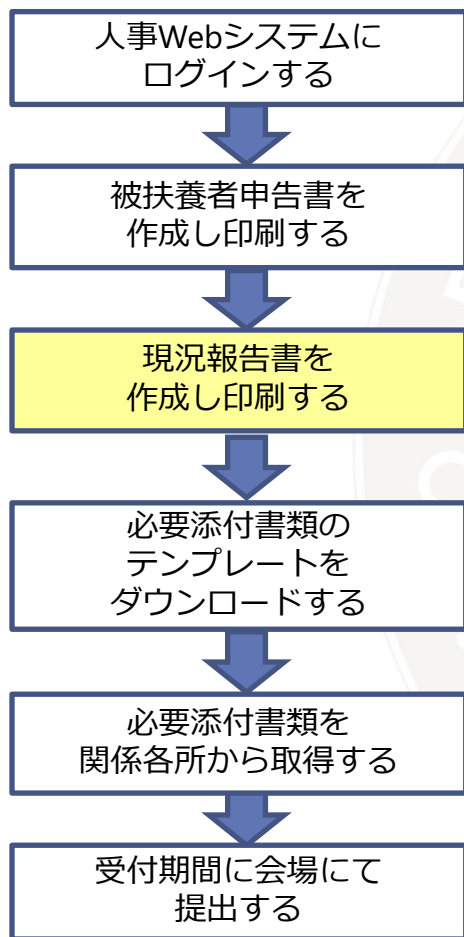 人事Webシステムに
ログインする
被扶養者申告書を
作成し印刷する
現況報告書を
作成し印刷する
必要添付書類の
テンプレートを
ダウンロードする
必要添付書類を
関係各所から取得する
受付期間に会場にて
提出する